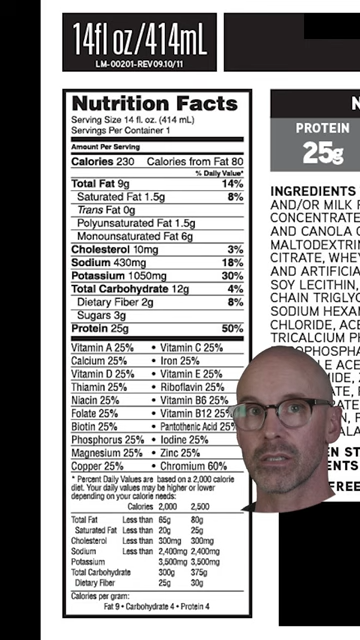 14fl oz/414mL
LM-00201-REV09.10/11
Nutrition Facts
Serving Size 14 fl. oz. (414 mL)
Servings Per Container 1
Amount Per Serving
Calories 230 Calories from Fat 80
% Daily Value*
Total Fat 9g 14%
Saturated Fat 1.5g 8%
Trans Fat 0g
Polyunsaturated Fat 1.5g
Monounsaturated Fat 6g
Cholesterol 10mg 3%
Sodium 430mg 18%
Potassium 1050mg 30%
Total Carbohydrate 12g 4%
Dietary Fiber 2g 8%
Sugars 3g
Protein 25g 50%
Vitamin A 25% • Vitamin C 25%
Calcium 25% • Iron 25%
Vitamin D 25% • Vitamin E 25%
Thiamin 25% • Riboflavin 25%
Niacin 25% • Vitamin B6 25%
Folate 25% • Vitamin B12 25%
Biotin 25% • Pantothenic Acid 25%
Phosphorus 25% • Iodine 25%
Magnesium 25% • Zinc 25%
Copper 25% • Chromium 60%
* Percent Daily Values are based on a 2,000 calorie
diet. Your daily values may be higher or lower
depending on your calorie needs:
Calories 2,000 2,500
Total Fat Less than 65g 80g
Saturated Fat Less than 20g 25g
Cholesterol Less than 300mg 300mg
Sodium Less than 2,400mg 2,400mg
Potassium 3,500mg 3,500mg
Total Carbohydrate 300g 375g
Dietary Fiber 25g 30g
Calories per gram:
Fat 9 • Carbohydrate 4 • Protein 4
N
PROTEIN
25g
INGREDIENTS
AND/OR MILK
CONCENTRATE
AND CANOLA
MALTODEXTRIN
CITRATE, WHEY
AND ARTIFICIA
SOY LECITHIN,
CHAIN TRIGLY
SODIUM HEXAM
CHLORIDE, ACE
TRICALCIUM P
OPHOSPHA
E ACE
IDE,
FREE